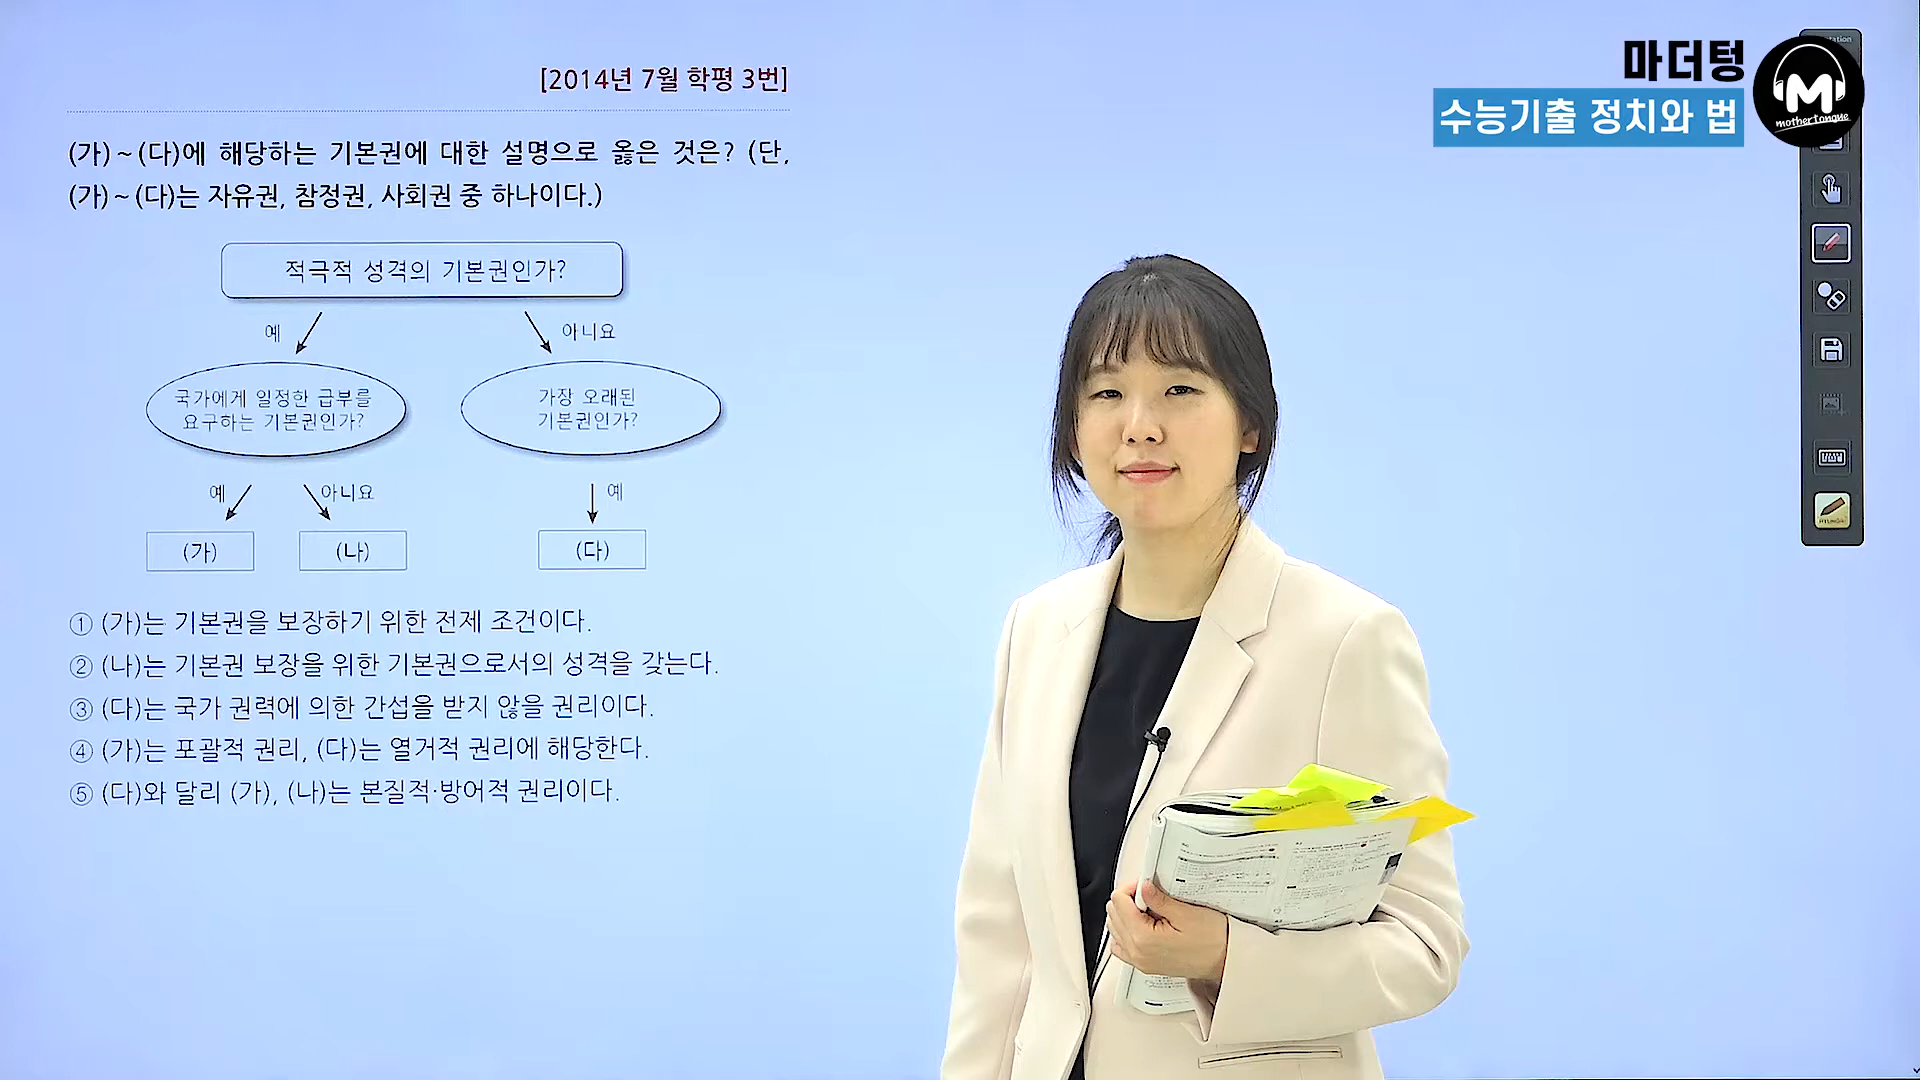 [2014년 7월 학평 3번]
마더텅
수능기출 정치와 법
mothertongue
(가)~(다)에 해당하는 기본권에 대한 설명으로 옳은 것은? (단,
(가)~(다)는 자유권, 참정권, 사회권 중 하나이다.)
적극적 성격의 기본권인가?
예
아니요
국가에게 일정한 급부를
요구하는 기본권인가?
가장 오래된
기본권인가?
예
아니요
예
(가)
(나)
(다)
① (가)는 기본권을 보장하기 위한 전제 조건이다.
② (나)는 기본권 보장을 위한 기본권으로서의 성격을 갖는다.
③ (다)는 국가 권력에 의한 간섭을 받지 않을 권리이다.
④ (가)는 포괄적 권리, (다)는 열거적 권리에 해당한다.
⑤ (다)와 달리 (가), (나)는 본질적·방어적 권리이다.